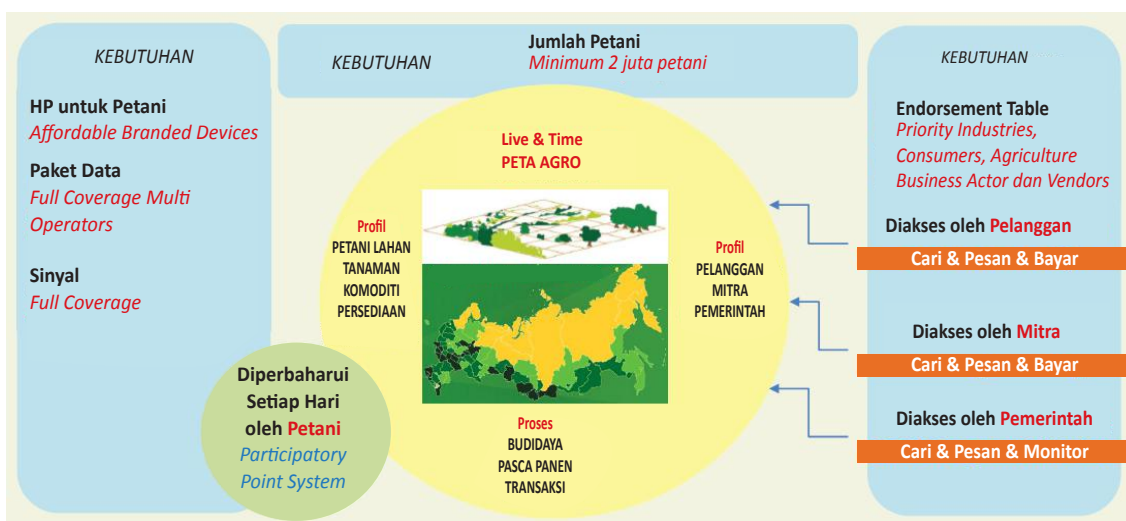 KEBUTUHAN
HP untuk Petani
Affordable Branded Devices
Paket Data
Full Coverage Multi
Operators
Sinyal
Full Coverage
KEBUTUHAN
Jumlah Petani
Minimum 2 juta petani
Live & Time
PETA AGRO
Profil
PETANI LAHAN
TANAMAN
KOMODITI
PERSEDIAAN
Profil
PELANGGAN
MITRA
PEMERINTAH
Proses
BUDIDAYA
PASCA PANEN
TRANSAKSI
Diperbaharui
Setiap Hari
oleh Petani
Participatory
Point System
KEBUTUHAN
Endorsement Table
Priority Industries,
Consumers, Agriculture
Business Actor dan Vendors
Diakses oleh Pelanggan
Cari & Pesan & Bayar
Diakses oleh Mitra
Cari & Pesan & Bayar
Diakses oleh Pemerintah
Cari & Pesan & Monitor